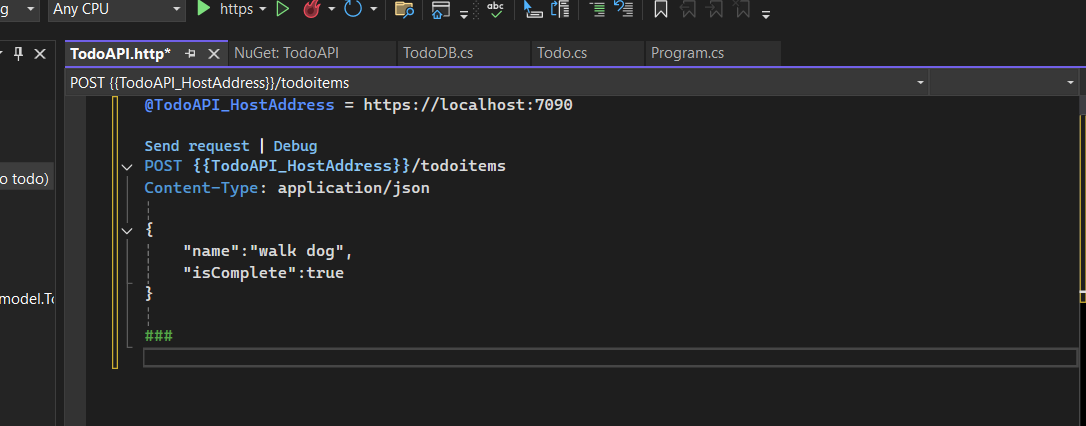 g Any CPU https abc
TodoAPI.http* NuGet: TodoAPI TodoDB.cs Todo.cs Program.cs
POST {{TodoAPI_HostAddress}}/todoitems
@TodoAPI_HostAddress = https://localhost:7090
Send request | Debug
POST {{TodoAPI_HostAddress}}/todoitems
o todo)
Content-Type: application/json
{
"name":"walk dog",
"isComplete":true
}
model.To
###